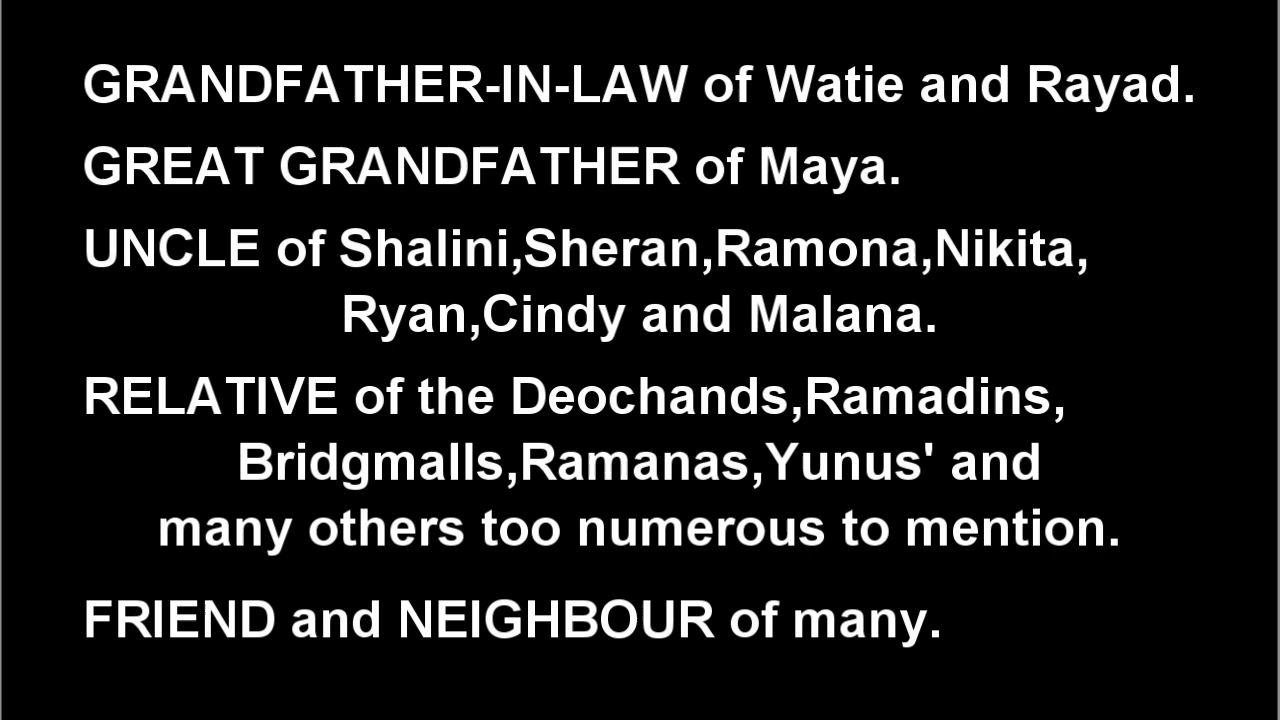 GRANDFATHER-IN-LAW of Watie and Rayad.
GREAT GRANDFATHER of Maya.
UNCLE of Shalini,Sheran,Ramona,Nikita,
Ryan,Cindy and Malana.
RELATIVE of the Deochands,Ramadins,
Bridgmalls,Ramanas,Yunus' and
many others too numerous to mention.
FRIEND and NEIGHBOUR of many.